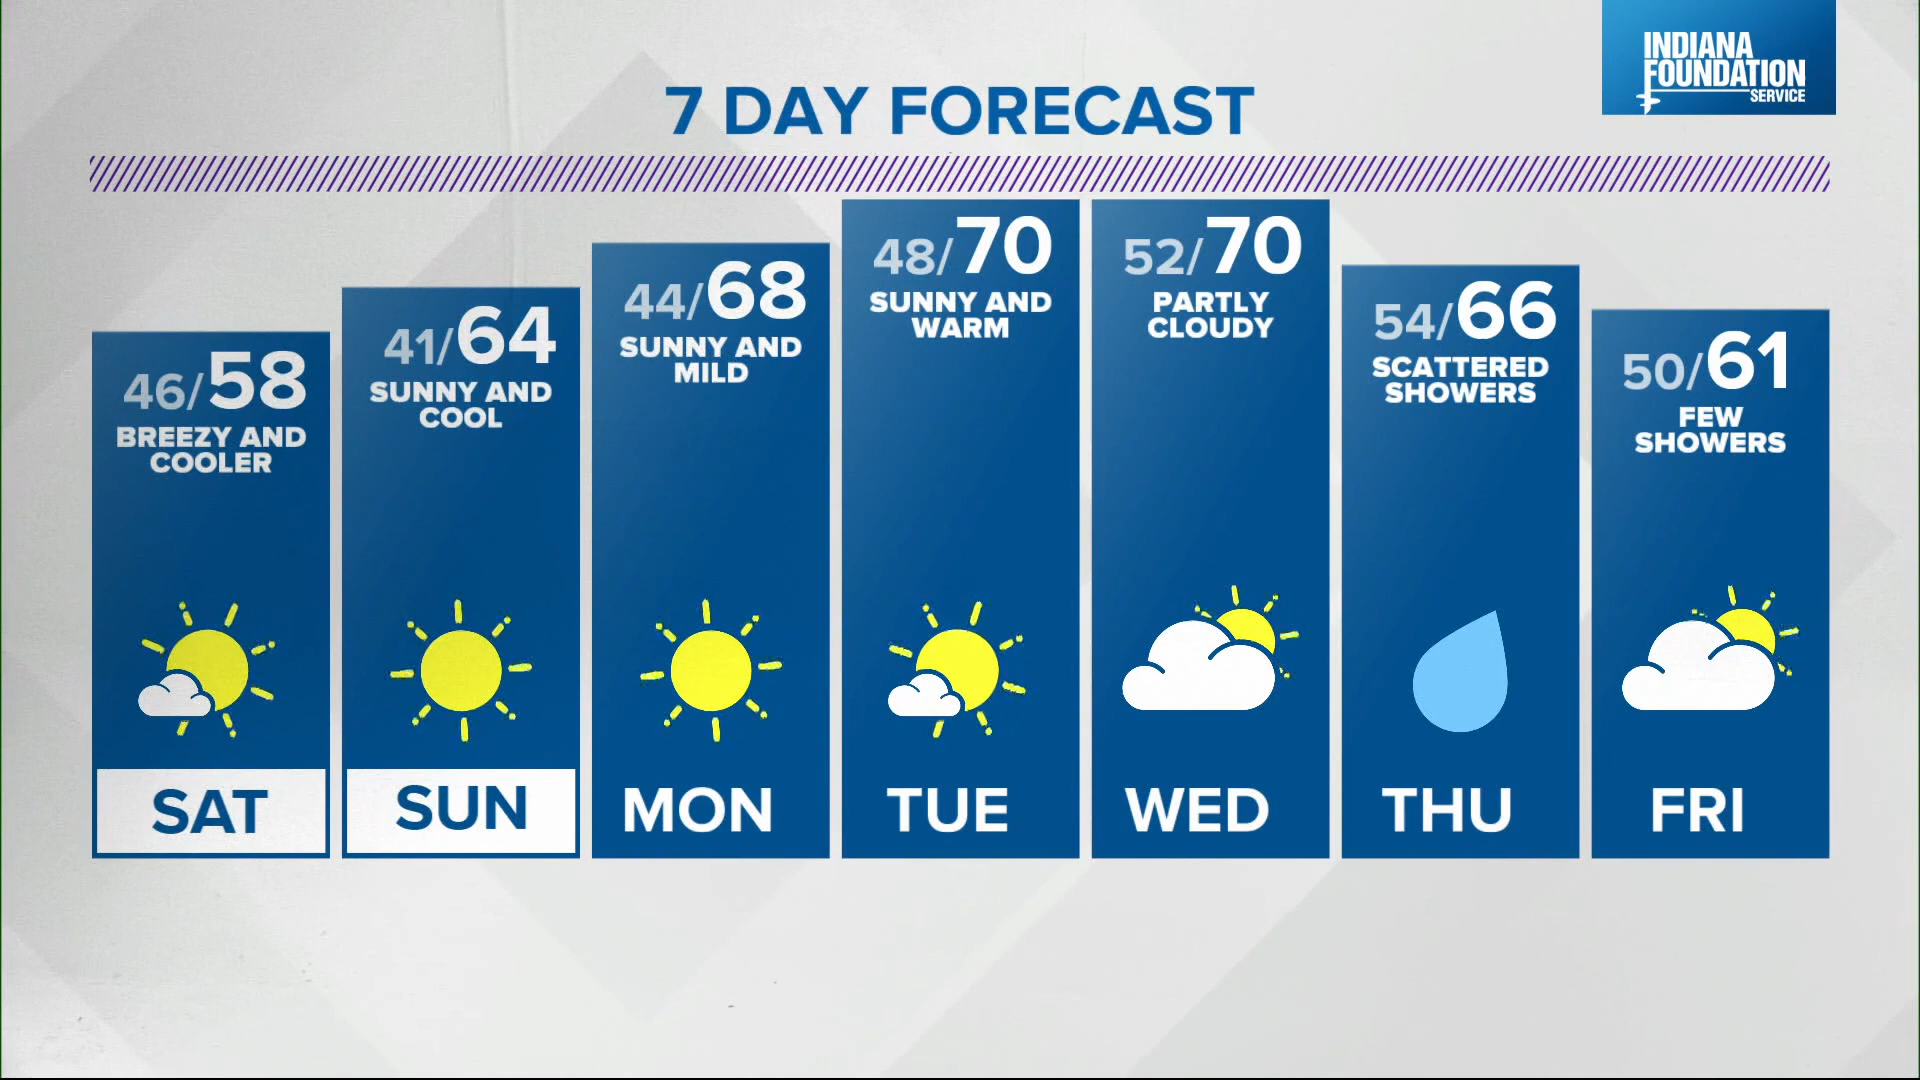 INDIANA
FOUNDATION
SERVICE
7 DAY FORECAST
46/58
BREEZY AND
COOLER
SAT
41/64
SUNNY AND
COOL
SUN
44/68
SUNNY AND
MILD
MON
48/70
SUNNY AND
WARM
TUE
52/70
PARTLY
CLOUDY
WED
54/66
SCATTERED
SHOWERS
THU
50/61
FEW
SHOWERS
FRI